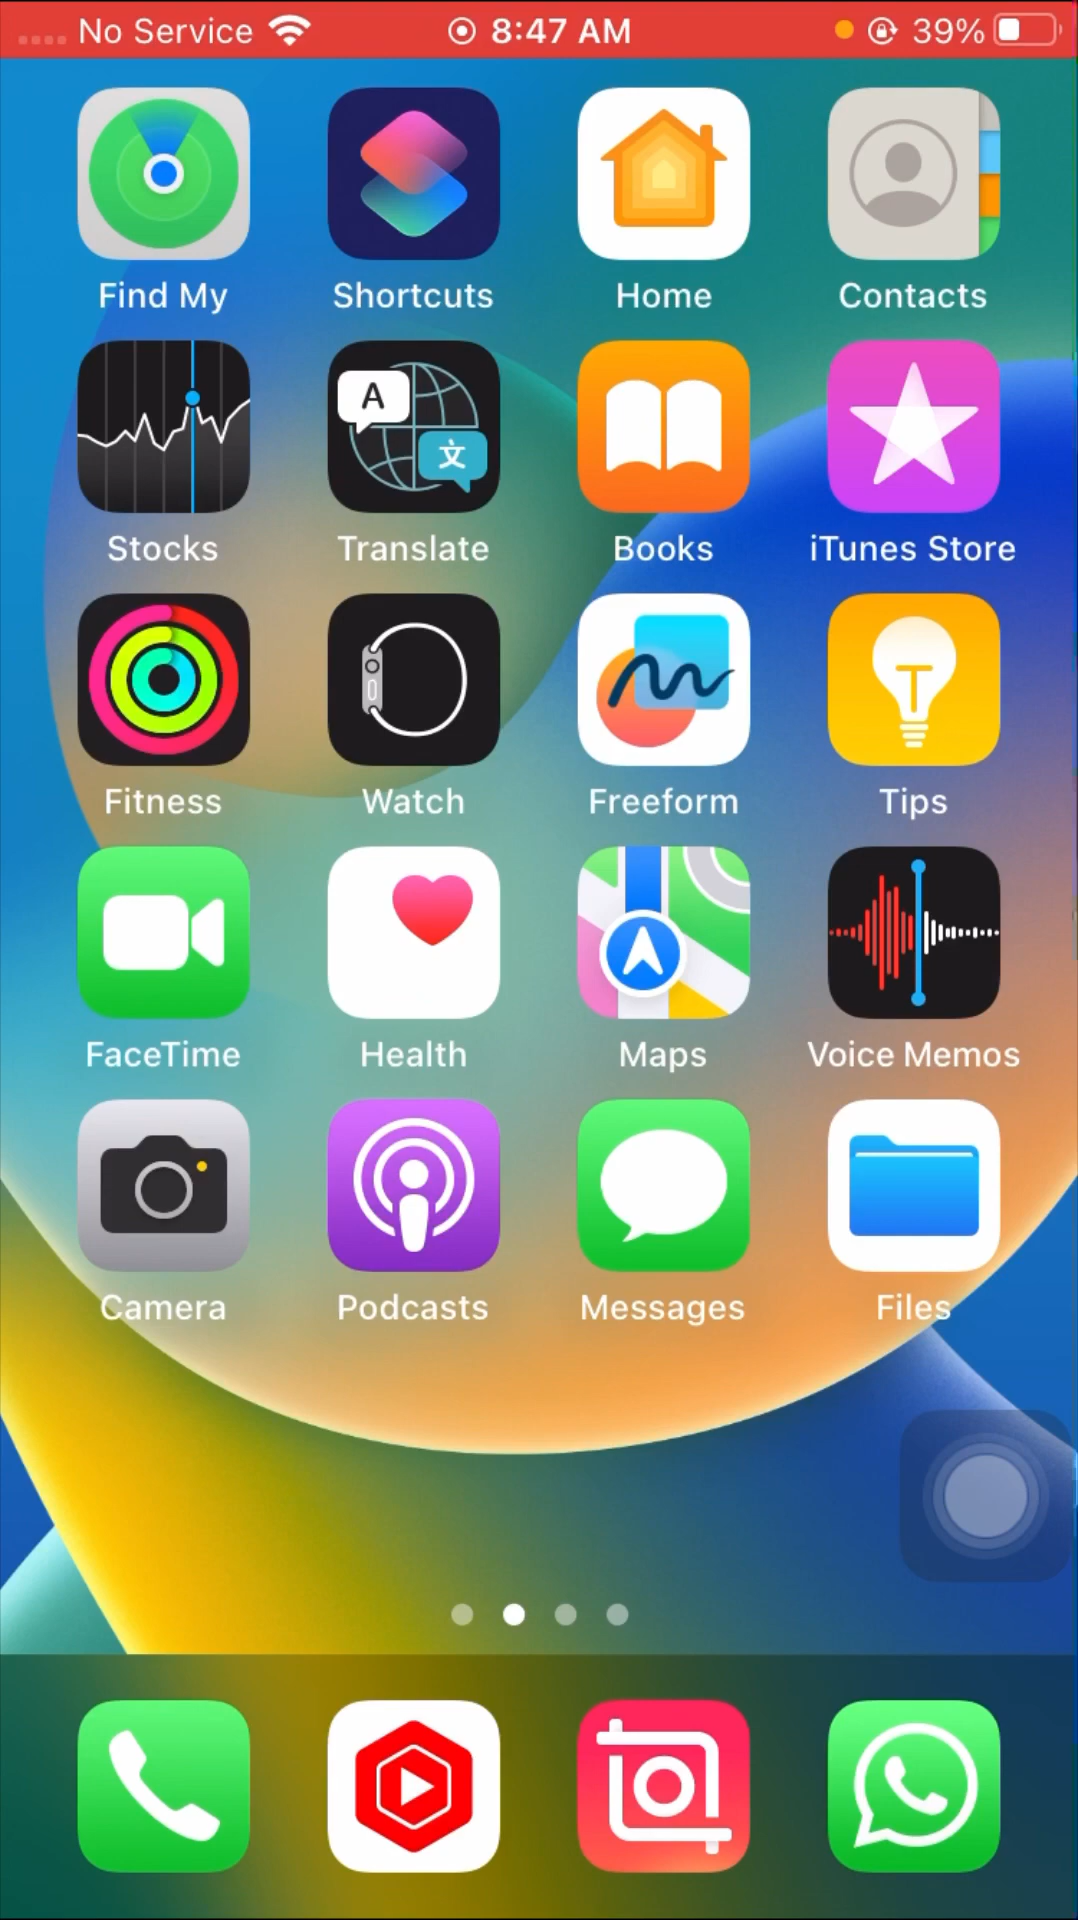 No Service 8:47 AM 39%
Find My Shortcuts Home Contacts
A 文
Stocks Translate Books iTunes Store
Fitness Watch Freeform Tips
FaceTime Health Maps Voice Memos
Camera Podcasts Messages Files